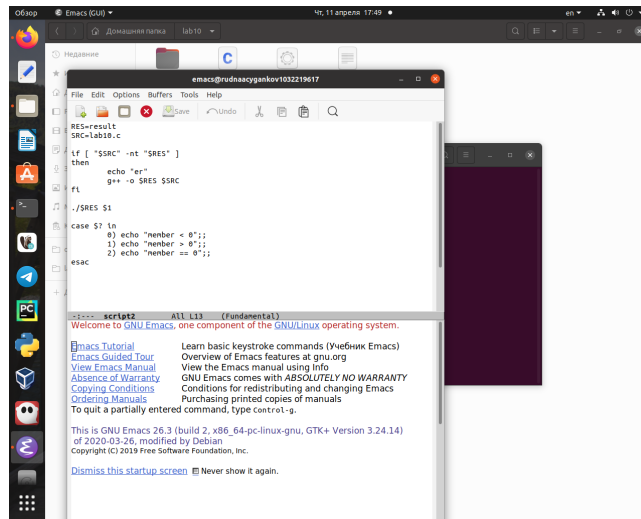 Обзор
Emacs (GUI)
Чт, 11 апреля 17:49
en
Домашняя папка
lab10
Недавние
emacs@rudnaacygankov1032219617
File Edit Options Buffers Tools Help
Save
Undo
RES=result
SRC=lab10.c
if [ "$SRC" -nt "$RES" ]
then
echo "er"
g++ -o $RES $SRC
fi
./$RES $1
case $? in
0) echo "member < 0";;
1) echo "member > 0";;
2) echo "member == 0";;
esac
-:--- script2 All L13 (Fundamental)
Welcome to GNU Emacs, one component of the GNU/Linux operating system.
Emacs Tutorial Learn basic keystroke commands (Учебник Emacs)
Emacs Guided Tour Overview of Emacs features at gnu.org
View Emacs Manual View the Emacs manual using Info
Absence of Warranty GNU Emacs comes with ABSOLUTELY NO WARRANTY
Copying Conditions Conditions for redistributing and changing Emacs
Ordering Manuals Purchasing printed copies of manuals
To quit a partially entered command, type Control-g.
This is GNU Emacs 26.3 (build 2, x86_64-pc-linux-gnu, GTK+ Version 3.24.14)
of 2020-03-26, modified by Debian
Copyright (C) 2019 Free Software Foundation, Inc.
Dismiss this startup screen Never show it again.